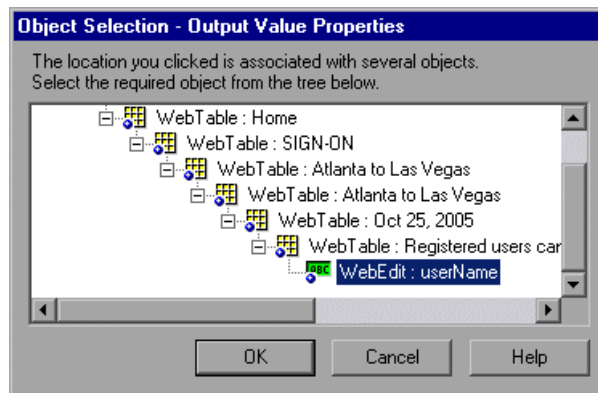 Object Selection - Output Value Properties
The location you clicked is associated with several objects.
Select the required object from the tree below.
WebTable : Home
WebTable : SIGN-ON
WebTable : Atlanta to Las Vegas
WebTable : Atlanta to Las Vegas
WebTable : Oct 25, 2005
WebTable : Registered users car
ABC WebEdit : userName
OK Cancel Help